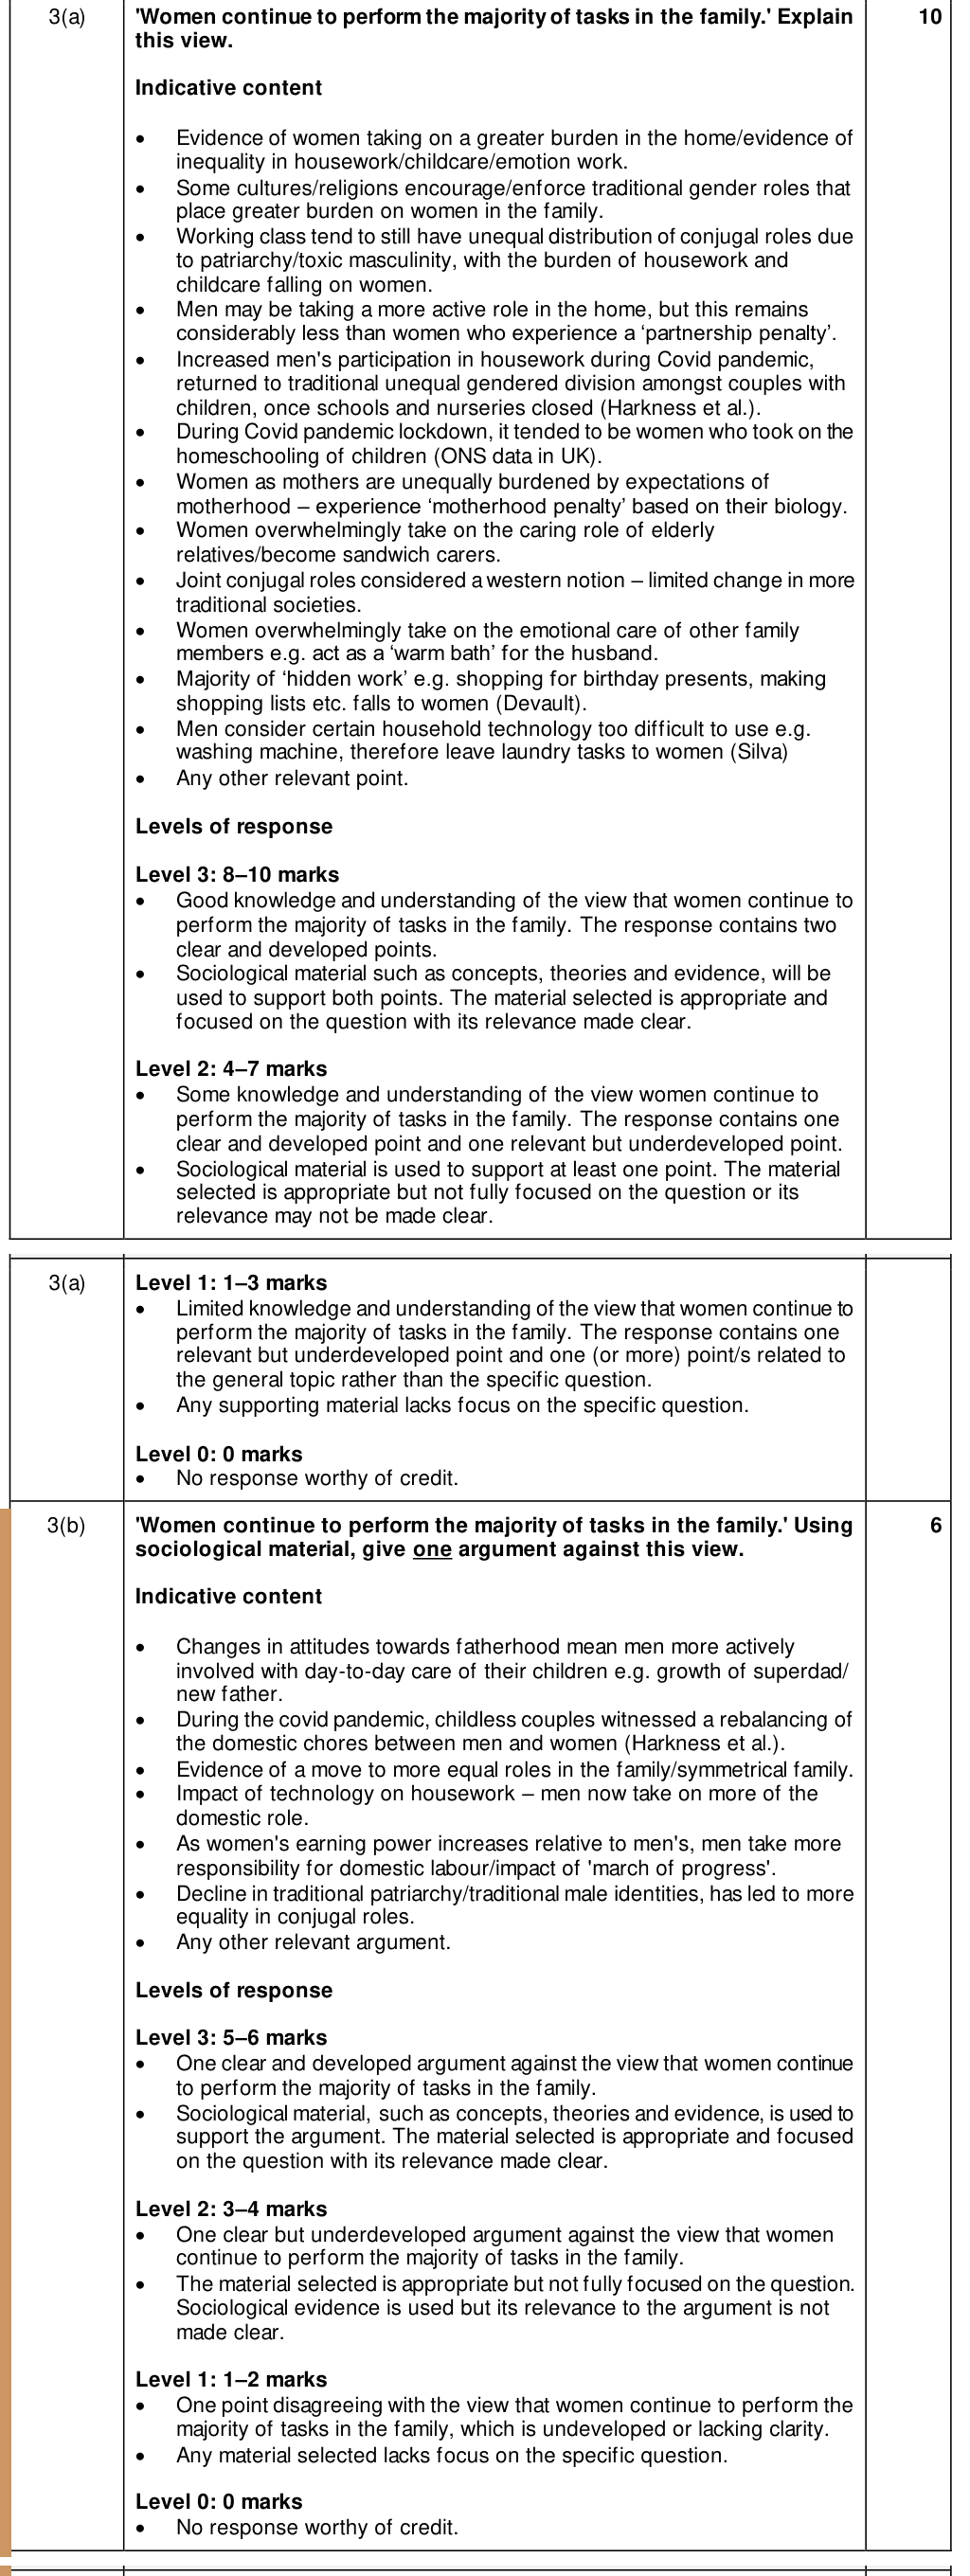 3(a) 'Women continue to perform the majority of tasks in the family.' Explain 10
this view.
Indicative content
• Evidence of women taking on a greater burden in the home/evidence of
inequality in housework/childcare/emotion work.
• Some cultures/religions encourage/enforce traditional gender roles that
place greater burden on women in the family.
• Working class tend to still have unequal distribution of conjugal roles due
to patriarchy/toxic masculinity, with the burden of housework and
childcare falling on women.
• Men may be taking a more active role in the home, but this remains
considerably less than women who experience a ‘partnership penalty’.
• Increased men's participation in housework during Covid pandemic,
returned to traditional unequal gendered division amongst couples with
children, once schools and nurseries closed (Harkness et al.).
• During Covid pandemic lockdown, it tended to be women who took on the
homeschooling of children (ONS data in UK).
• Women as mothers are unequally burdened by expectations of
motherhood – experience ‘motherhood penalty’ based on their biology.
• Women overwhelmingly take on the caring role of elderly
relatives/become sandwich carers.
• Joint conjugal roles considered a western notion – limited change in more
traditional societies.
• Women overwhelmingly take on the emotional care of other family
members e.g. act as a ‘warm bath’ for the husband.
• Majority of ‘hidden work’ e.g. shopping for birthday presents, making
shopping lists etc. falls to women (Devault).
• Men consider certain household technology too difficult to use e.g.
washing machine, therefore leave laundry tasks to women (Silva)
• Any other relevant point.
Levels of response
Level 3: 8–10 marks
• Good knowledge and understanding of the view that women continue to
perform the majority of tasks in the family. The response contains two
clear and developed points.
• Sociological material such as concepts, theories and evidence, will be
used to support both points. The material selected is appropriate and
focused on the question with its relevance made clear.
Level 2: 4–7 marks
• Some knowledge and understanding of the view women continue to
perform the majority of tasks in the family. The response contains one
clear and developed point and one relevant but underdeveloped point.
• Sociological material is used to support at least one point. The material
selected is appropriate but not fully focused on the question or its
relevance may not be made clear.
3(a) Level 1: 1–3 marks
• Limited knowledge and understanding of the view that women continue to
perform the majority of tasks in the family. The response contains one
relevant but underdeveloped point and one (or more) point/s related to
the general topic rather than the specific question.
• Any supporting material lacks focus on the specific question.
Level 0: 0 marks
• No response worthy of credit.
3(b) 'Women continue to perform the majority of tasks in the family.' Using 6
sociological material, give one argument against this view.
Indicative content
• Changes in attitudes towards fatherhood mean men more actively
involved with day-to-day care of their children e.g. growth of superdad/
new father.
• During the covid pandemic, childless couples witnessed a rebalancing of
the domestic chores between men and women (Harkness et al.).
• Evidence of a move to more equal roles in the family/symmetrical family.
• Impact of technology on housework – men now take on more of the
domestic role.
• As women's earning power increases relative to men's, men take more
responsibility for domestic labour/impact of 'march of progress'.
• Decline in traditional patriarchy/traditional male identities, has led to more
equality in conjugal roles.
• Any other relevant argument.
Levels of response
Level 3: 5–6 marks
• One clear and developed argument against the view that women continue
to perform the majority of tasks in the family.
• Sociological material, such as concepts, theories and evidence, is used to
support the argument. The material selected is appropriate and focused
on the question with its relevance made clear.
Level 2: 3–4 marks
• One clear but underdeveloped argument against the view that women
continue to perform the majority of tasks in the family.
• The material selected is appropriate but not fully focused on the question.
Sociological evidence is used but its relevance to the argument is not
made clear.
Level 1: 1–2 marks
• One point disagreeing with the view that women continue to perform the
majority of tasks in the family, which is undeveloped or lacking clarity.
• Any material selected lacks focus on the specific question.
Level 0: 0 marks
• No response worthy of credit.